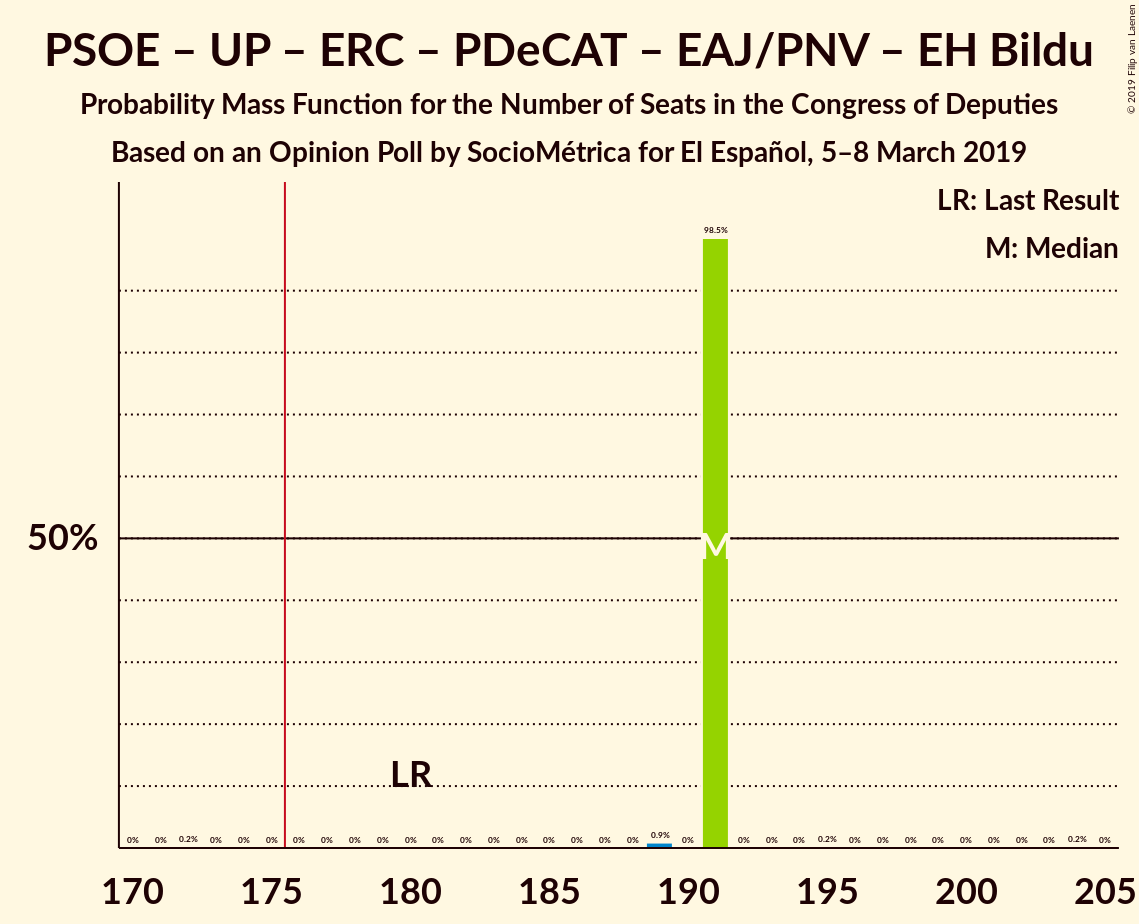 PSOE – UP – ERC – PDeCAT – EAJ/PNV – EH Bildu
Probability Mass Function for the Number of Seats in the Congress of Deputies
Based on an Opinion Poll by SocioMétrica for El Español, 5–8 March 2019
© 2019 Filip van Laenen
LR: Last Result
M: Median
98.5%
50%
M
LR
0% 0% 0.2% 0% 0% 0% 0% 0% 0% 0% 0% 0% 0% 0% 0% 0% 0% 0% 0% 0.9% 0% 0% 0% 0% 0.2% 0% 0% 0% 0% 0% 0% 0% 0% 0.2% 0%
170 175 180 185 190 195 200 205